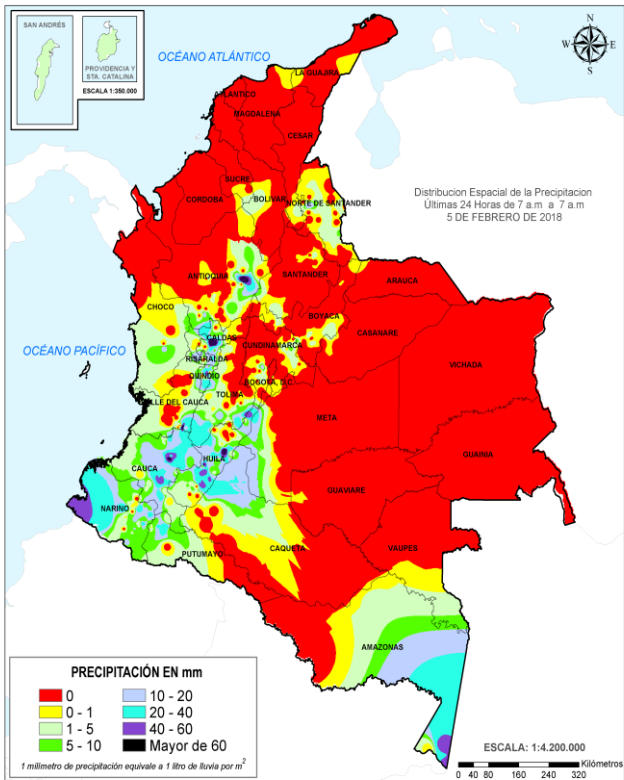 SAN ANDRÉS
PROVIDENCIA Y
STA. CATALINA
ESCALA 1:350.000
OCÉANO ATLÁNTICO
N
W E
S
LA GUAJIRA
ATLANTICO
MAGDALENA
CESAR
SUCRE
CORDOBA
BOLIVAR
NORTE DE SANTANDER
Distribucion Espacial de la Precipitacion
Últimas 24 Horas de 7 a.m a 7 a.m
5 DE FEBRERO DE 2018
ANTIOQUIA
SANTANDER
ARAUCA
CHOCO
BOYACA
CASANARE
OCÉANO PACÍFICO
CALDAS
CUNDINAMARCA
RISARALDA
VICHADA
QUINDIO
BOGOTA, D.C.
TOLIMA
VALLE DEL CAUCA
META
GUAINIA
CAUCA
HUILA
GUAVIARE
NARIÑO
CAQUETA
VAUPES
PUTUMAYO
AMAZONAS
PRECIPITACIÓN EN mm
0
0 - 1
1 - 5
5 - 10
10 - 20
20 - 40
40 - 60
Mayor de 60
1 milimetro de precipitación equivale a 1 litro de lluvia por m2
ESCALA: 1:4.200.000
Kilómetros
0 40 80 160 240 320